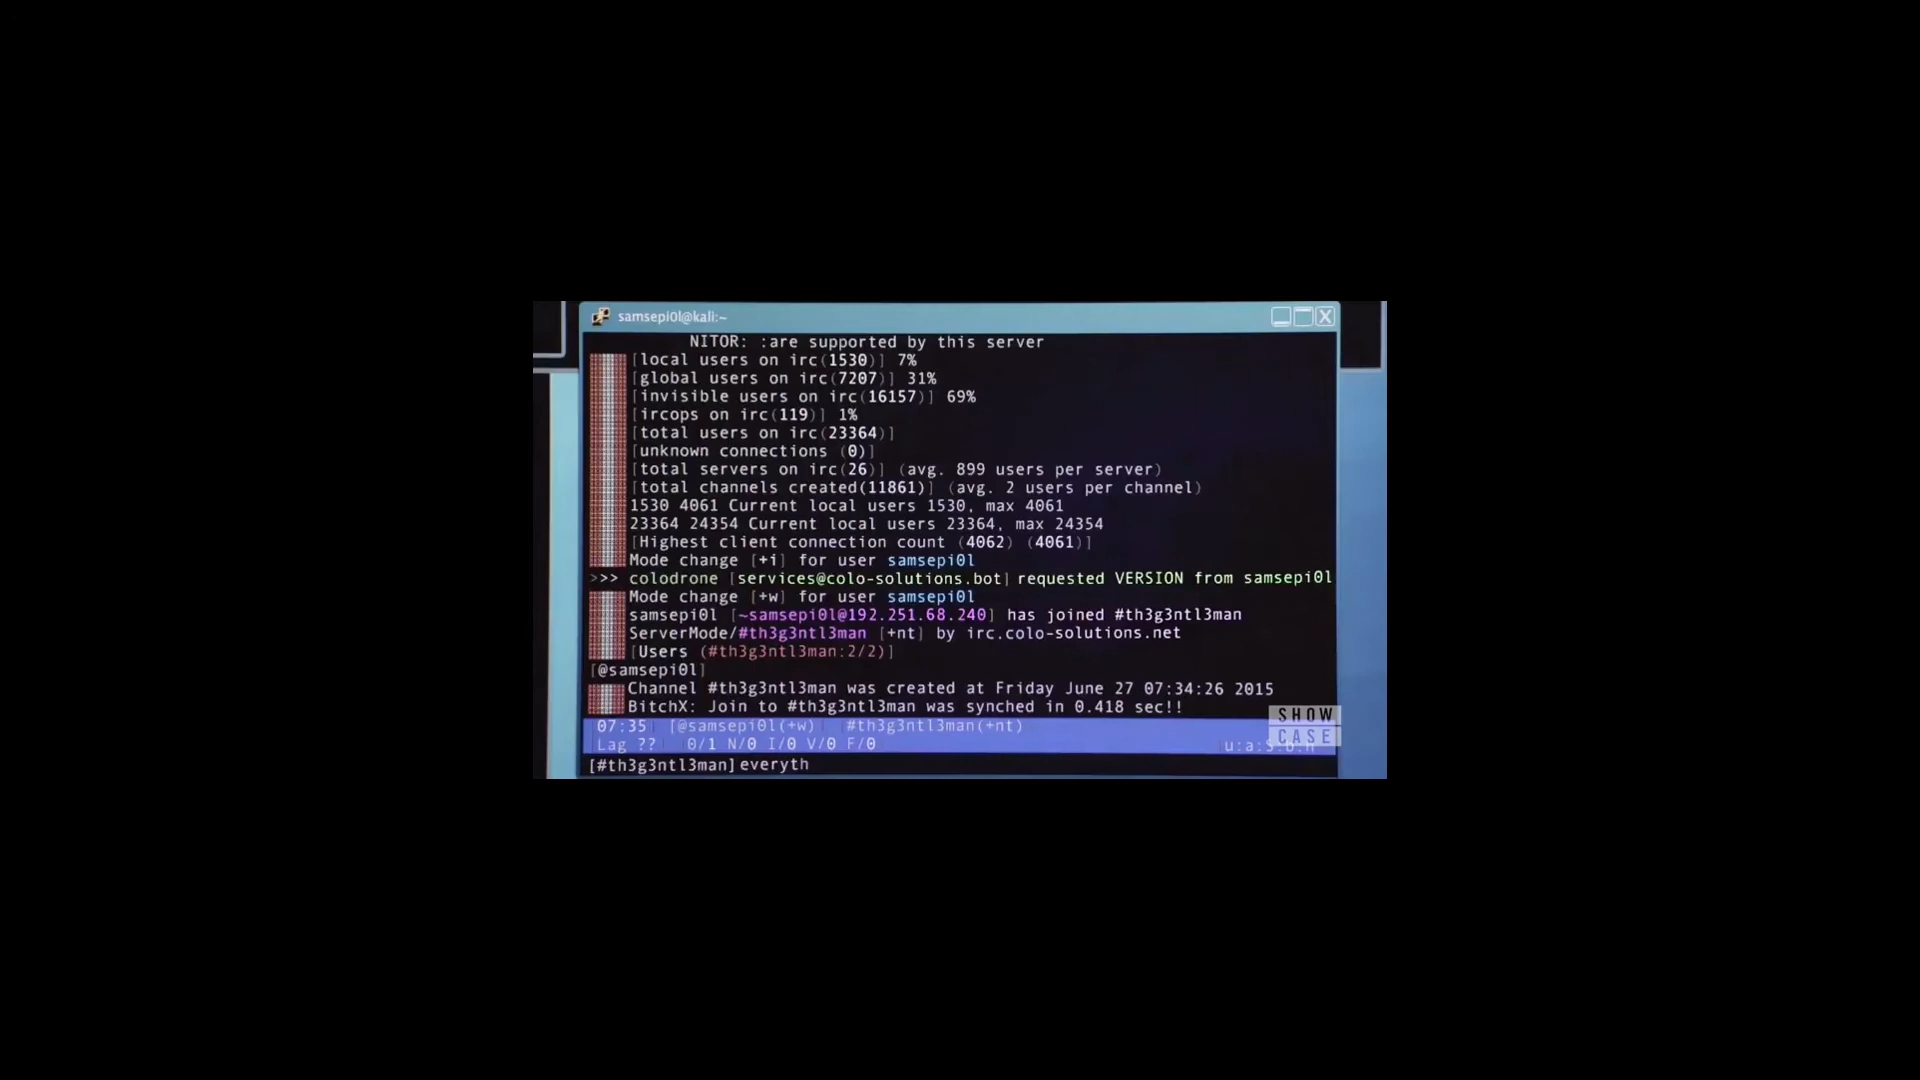 samsepi0l@kali:~
NITOR: :are supported by this server
[local users on irc(1530)] 7%
[global users on irc(7207)] 31%
[invisible users on irc(16157)] 69%
[ircops on irc(119)] 1%
[total users on irc(23364)]
[unknown connections (0)]
[total servers on irc(26)] (avg. 899 users per server)
[total channels created(11861)] (avg. 2 users per channel)
1530 4061 Current local users 1530, max 4061
23364 24354 Current local users 23364, max 24354
[Highest client connection count (4062) (4061)]
Mode change [+i] for user samsepi0l
>>> colodrone [services@colo-solutions.bot] requested VERSION from samsepi0l
Mode change [+w] for user samsepi0l
samsepi0l [~samsepi0l@192.251.68.240] has joined #th3g3ntl3man
ServerMode/#th3g3ntl3man [+nt] by irc.colo-solutions.net
[Users (#th3g3ntl3man:2/2)]
[@samsepi0l]
Channel #th3g3ntl3man was created at Friday June 27 07:34:26 2015
BitchX: Join to #th3g3ntl3man was synched in 0.418 sec!!
07:35 [@samsepi0l(+w) #th3g3ntl3man(+nt)
Lag ?? 0/1 N/0 I/0 V/0 F/0
[#th3g3ntl3man] everyth
SHOW
CASE